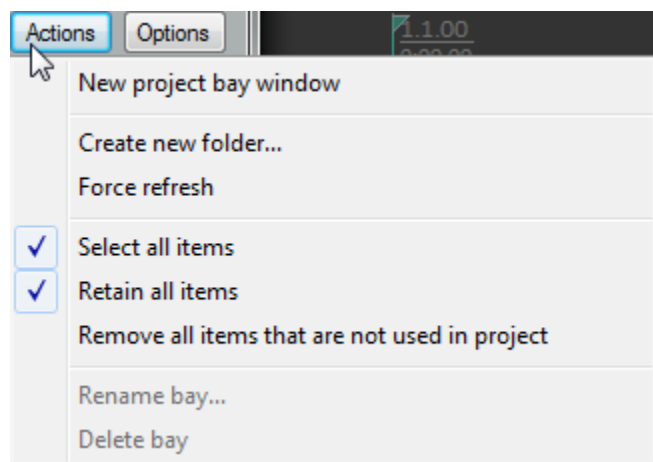 Actions Options 1.1.00
New project bay window
Create new folder...
Force refresh
Select all items
Retain all items
Remove all items that are not used in project
Rename bay...
Delete bay